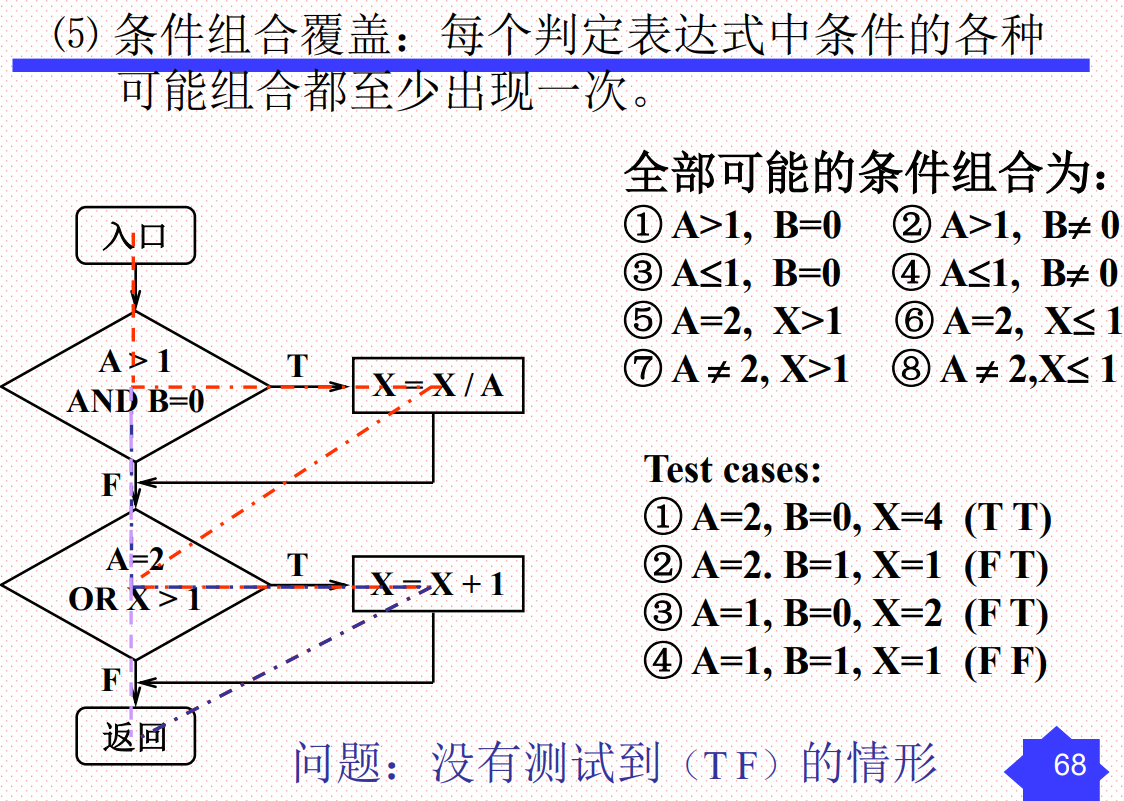 (5) 条件组合覆盖：每个判定表达式中条件的各种
可能组合都至少出现一次。
全部可能的条件组合为：
① A>1, B=0 ② A>1, B≠ 0
③ A≤1, B=0 ④ A≤1, B≠ 0
⑤ A=2, X>1 ⑥ A=2, X≤ 1
⑦ A ≠ 2, X>1 ⑧ A ≠ 2,X≤ 1
入口
A > 1
AND B=0
T
X = X / A
F
A=2
OR X > 1
T
X = X + 1
F
返回
Test cases:
① A=2, B=0, X=4 (T T)
② A=2. B=1, X=1 (F T)
③ A=1, B=0, X=2 (F T)
④ A=1, B=1, X=1 (F F)
问题：没有测试到（T F）的情形
68